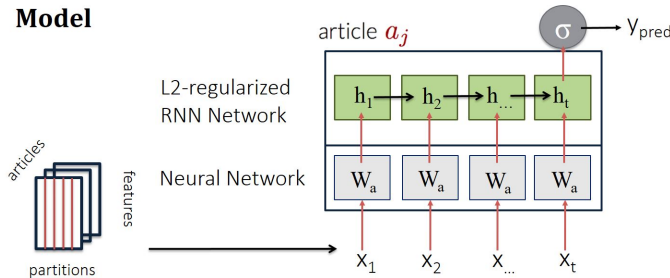 Model
article a_j
σ
y_pred
L2-regularized
RNN Network
h_1 h_2 h_... h_t
articles
features
Neural Network
W_a W_a W_a W_a
partitions
x_1 x_2 x_... x_t